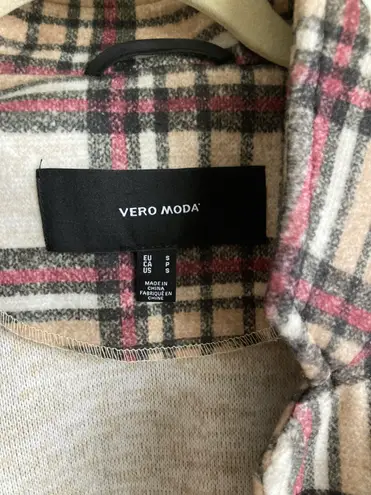 VERO MODA
EU S
CA P
US S
MADE IN
CHINA
FABRIQUÉ EN
CHINE